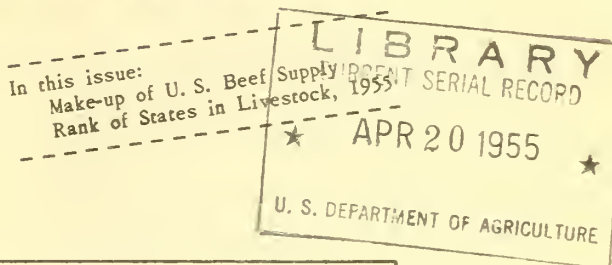 In this issue:
Make-up of U. S. Beef Supply
Rank of States in Livestock, 1955
LIBRARY
CURRENT SERIAL RECORD
★ APR 20 1955 ★
U. S. DEPARTMENT OF AGRICULTURE